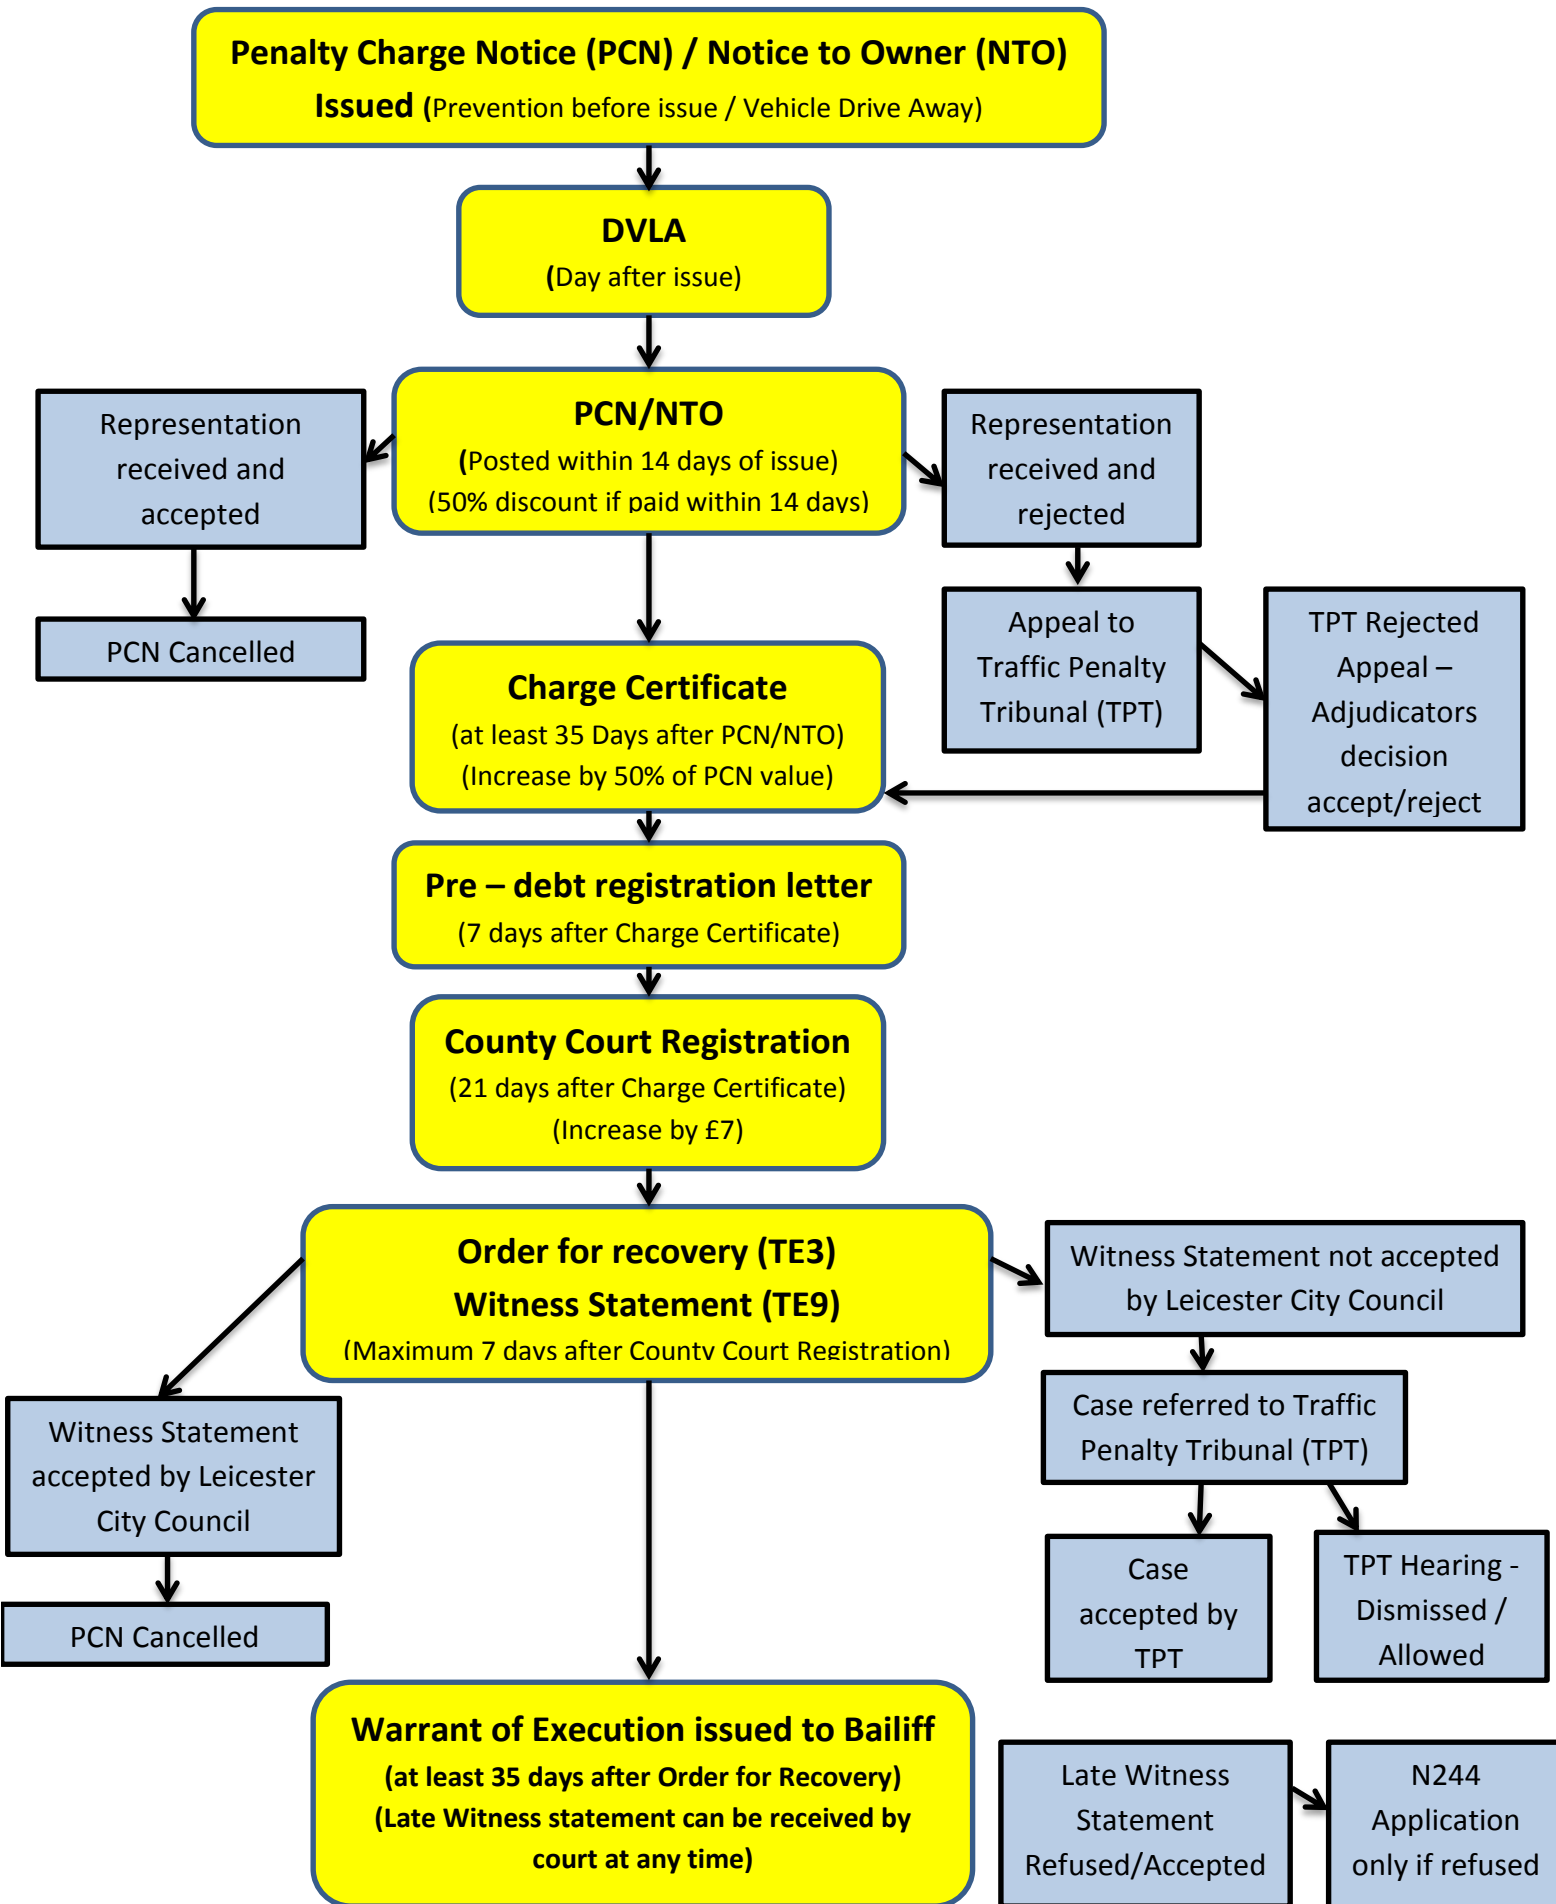 Penalty Charge Notice (PCN) / Notice to Owner (NTO)
Issued (Prevention before issue / Vehicle Drive Away)
DVLA
(Day after issue)
PCN/NTO
(Posted within 14 days of issue)
(50% discount if paid within 14 days)
Representation
received and
accepted
PCN Cancelled
Representation
received and
rejected
Appeal to
Traffic Penalty
Tribunal (TPT)
TPT Rejected
Appeal –
Adjudicators
decision
accept/reject
Charge Certificate
(at least 35 Days after PCN/NTO)
(Increase by 50% of PCN value)
Pre – debt registration letter
(7 days after Charge Certificate)
County Court Registration
(21 days after Charge Certificate)
(Increase by £7)
Order for recovery (TE3)
Witness Statement (TE9)
(Maximum 7 days after County Court Registration)
Witness Statement not accepted
by Leicester City Council
Case referred to Traffic
Penalty Tribunal (TPT)
Witness Statement
accepted by Leicester
City Council
PCN Cancelled
Case
accepted by
TPT
TPT Hearing -
Dismissed /
Allowed
Warrant of Execution issued to Bailiff
(at least 35 days after Order for Recovery)
(Late Witness statement can be received by
court at any time)
Late Witness
Statement
Refused/Accepted
N244
Application
only if refused